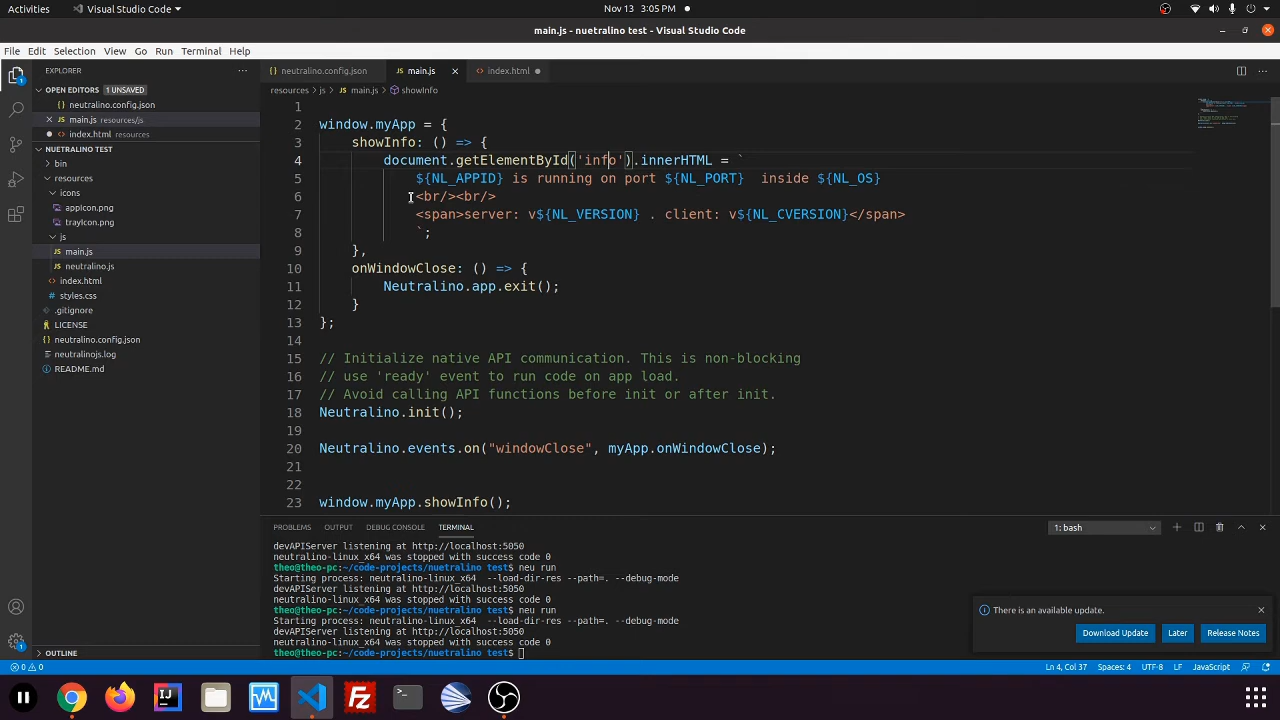 Activities
Visual Studio Code
Nov 13 3:05 PM
main.js - nuetralino test - Visual Studio Code
File Edit Selection View Go Run Terminal Help
EXPLORER
neutralino.config.json
main.js
index.html
OPEN EDITORS 1 UNSAVED
resources > js > main.js > showInfo
neutralino.config.json
main.js resources/js
index.html resources
NUETRALINO TEST
bin
resources
icons
appIcon.png
trayIcon.png
js
main.js
neutralino.js
index.html
styles.css
.gitignore
LICENSE
neutralino.config.json
neutralinojs.log
README.md
OUTLINE
1
2 window.myApp = {
3 showInfo: () => {
4 document.getElementById('info').innerHTML = `
5 ${NL_APPID} is running on port ${NL_PORT}  inside ${NL_OS}
6 <br/><br/>
7 <span>server: v${NL_VERSION} . client: v${NL_CVERSION}</span>
8 `;
9 },
10 onWindowClose: () => {
11 Neutralino.app.exit();
12 }
13 };
14
15 // Initialize native API communication. This is non-blocking
16 // use 'ready' event to run code on app load.
17 // Avoid calling API functions before init or after init.
18 Neutralino.init();
19
20 Neutralino.events.on("windowClose", myApp.onWindowClose);
21
22
23 window.myApp.showInfo();
PROBLEMS OUTPUT DEBUG CONSOLE TERMINAL
1: bash
devAPIServer listening at http://localhost:5050
neutralino-linux_x64 was stopped with success code 0
theo@theo-pc:~/code-projects/nuetralino test$ neu run
Starting process: neutralino-linux_x64  --load-dir-res --path=. --debug-mode
devAPIServer listening at http://localhost:5050
neutralino-linux_x64 was stopped with success code 0
theo@theo-pc:~/code-projects/nuetralino test$ neu run
Starting process: neutralino-linux_x64  --load-dir-res --path=. --debug-mode
devAPIServer listening at http://localhost:5050
neutralino-linux_x64 was stopped with success code 0
theo@theo-pc:~/code-projects/nuetralino test$
There is an available update.
Download Update
Later
Release Notes
0 0
Ln 4, Col 37
Spaces: 4
UTF-8
LF
JavaScript